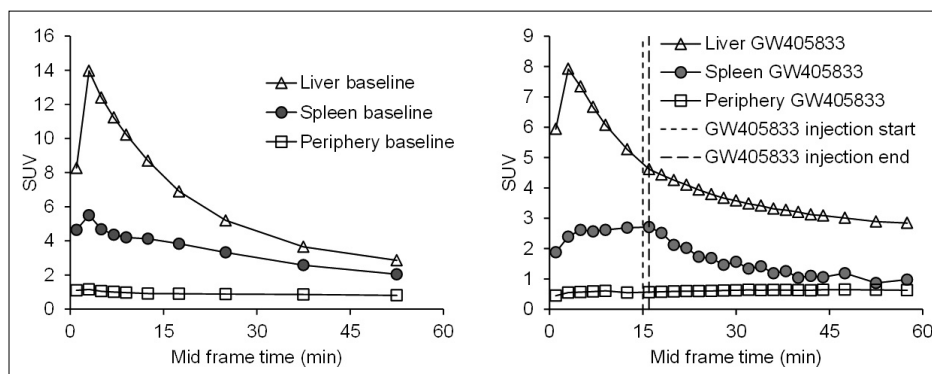 16
14
12
10
8
6
4
2
0
SUV
Liver baseline
Spleen baseline
Periphery baseline
0 15 30 45 60
Mid frame time (min)
9
8
7
6
5
4
3
2
1
0
SUV
Liver GW405833
Spleen GW405833
Periphery GW405833
GW405833 injection start
GW405833 injection end
0 15 30 45 60
Mid frame time (min)